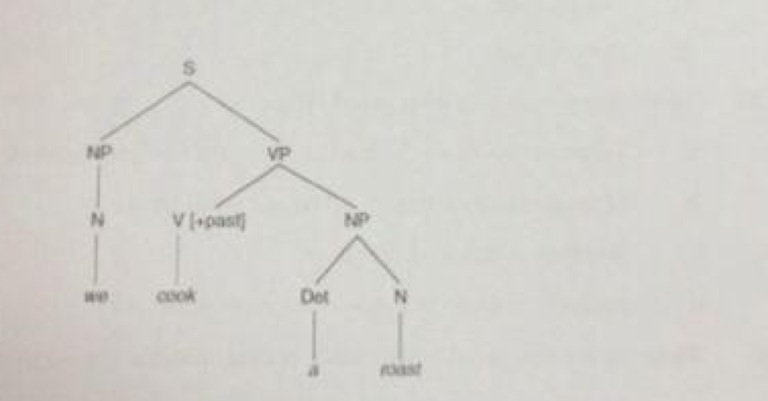 S
NP VP
N V [+past] NP
we cook Det N
a roast